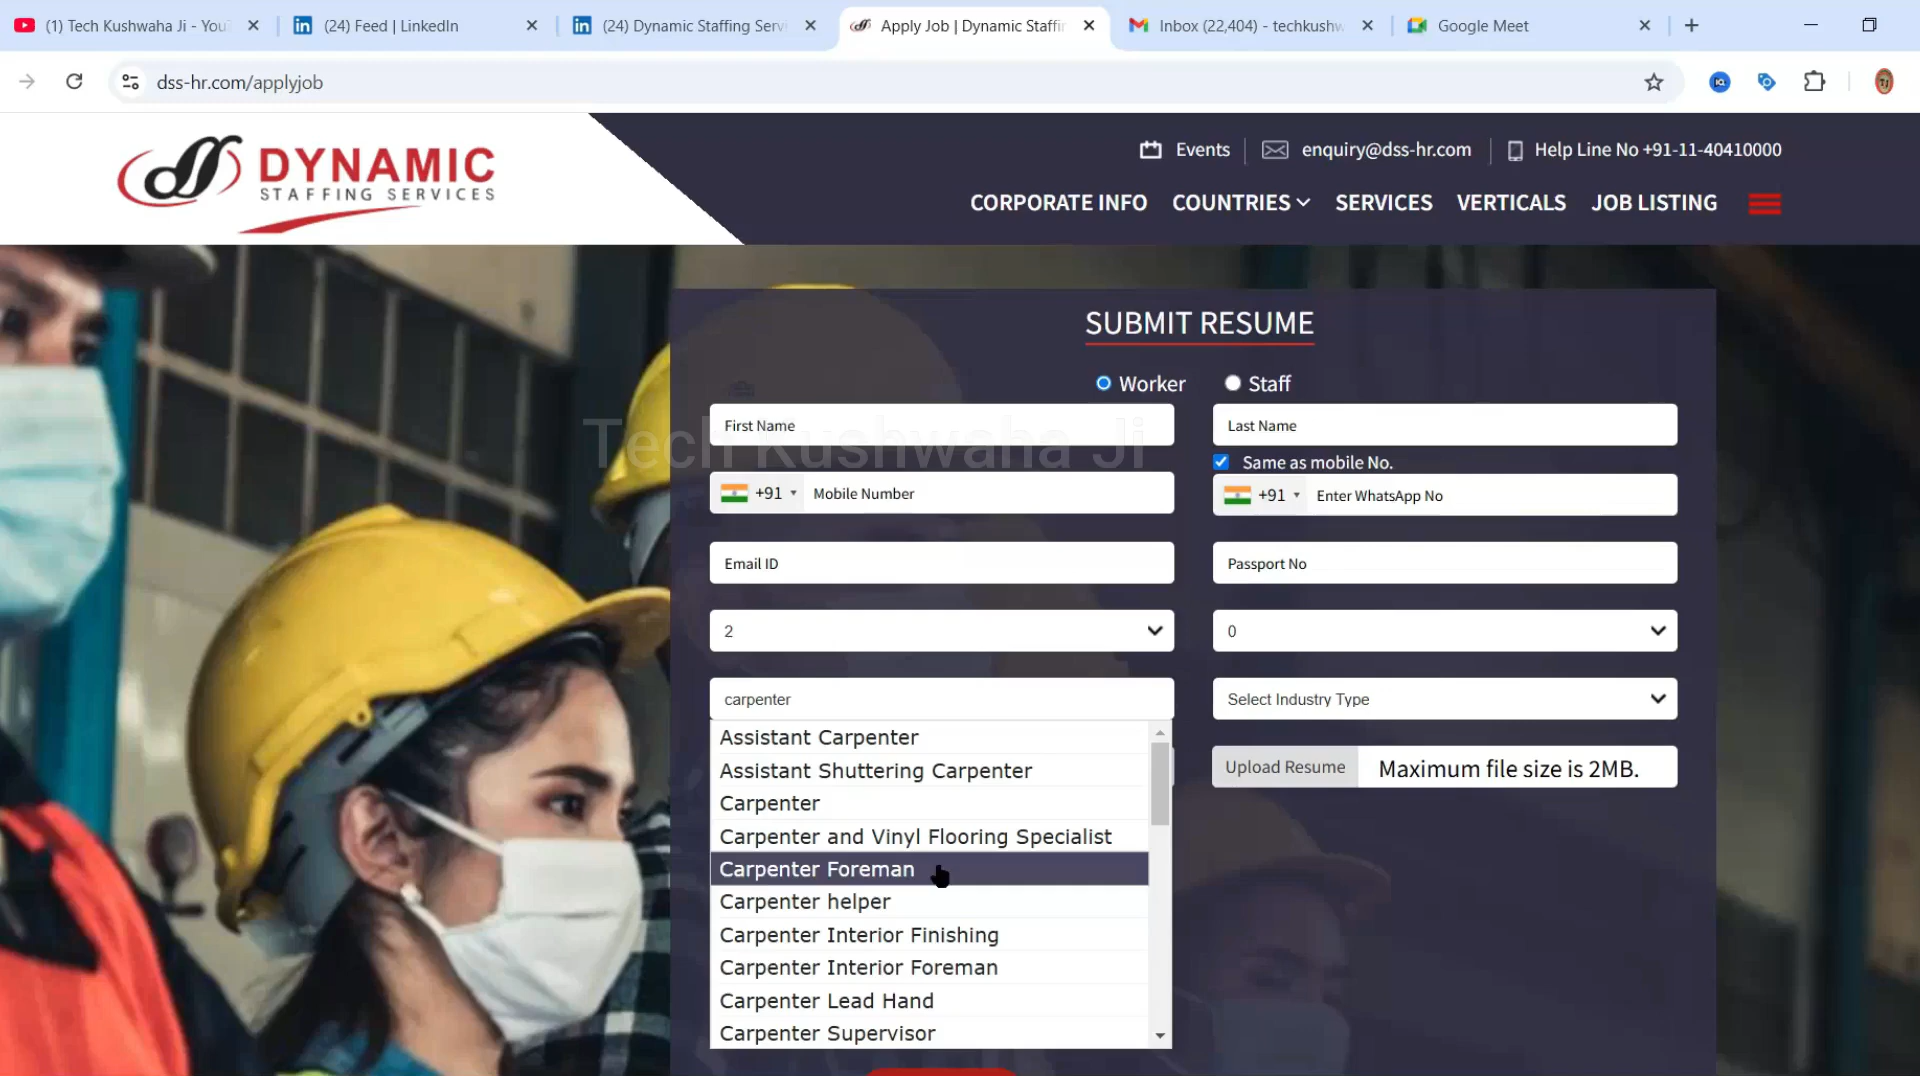 (1) Tech Kushwaha Ji - You
(24) Feed | LinkedIn
(24) Dynamic Staffing Servi
Apply Job | Dynamic Staffin
Inbox (22,404) - techkushw
Google Meet
dss-hr.com/applyjob
DYNAMIC
STAFFING SERVICES
Events
enquiry@dss-hr.com
Help Line No +91-11-40410000
CORPORATE INFO
COUNTRIES
SERVICES
VERTICALS
JOB LISTING
SUBMIT RESUME
Worker
Staff
First Name
Last Name
Tech Kushwaha Ji
Same as mobile No.
+91
Mobile Number
+91
Enter WhatsApp No
Email ID
Passport No
2
0
carpenter
Select Industry Type
Assistant Carpenter
Assistant Shuttering Carpenter
Upload Resume
Maximum file size is 2MB.
Carpenter
Carpenter and Vinyl Flooring Specialist
Carpenter Foreman
Carpenter helper
Carpenter Interior Finishing
Carpenter Interior Foreman
Carpenter Lead Hand
Carpenter Supervisor